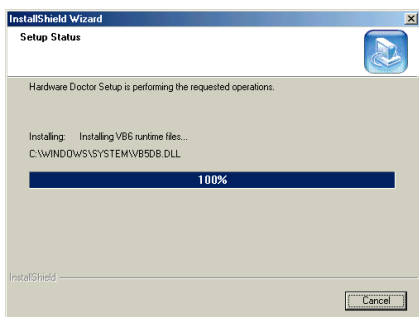 InstallShield Wizard
Setup Status
Hardware Doctor Setup is performing the requested operations.
Installing: Installing VB6 runtime files...
C:\WINDOWS\SYSTEM\VB5DB.DLL
100%
InstallShield
Cancel